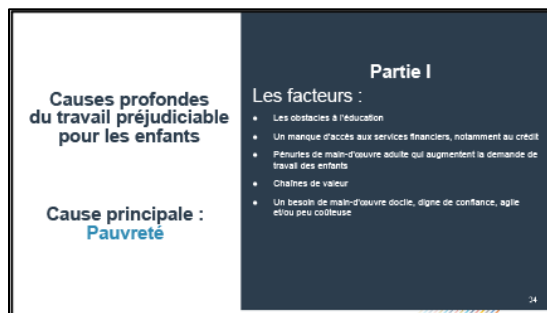 Causes profondes
du travail préjudiciable
pour les enfants
Cause principale :
Pauvreté
Partie I
Les facteurs :
• Les obstacles à l'éducation
• Un manque d'accès aux services financiers, notamment au crédit
• Pénuries de main-d'œuvre adulte qui augmentent la demande de
travail des enfants
• Chaînes de valeur
• Un besoin de main-d'œuvre docile, digne de confiance, agile
et/ou peu coûteuse
34